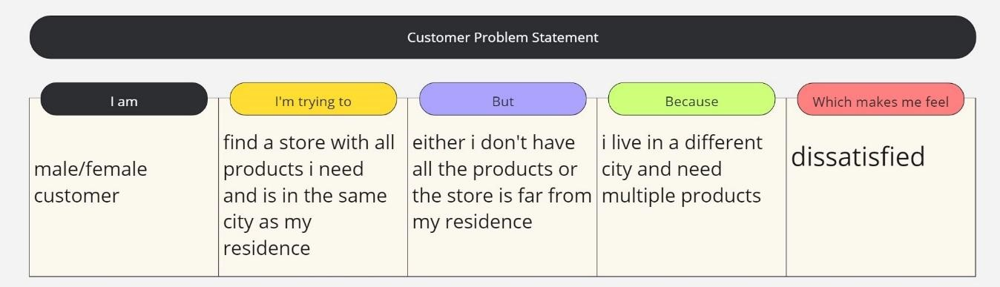 Customer Problem Statement
I am
I'm trying to
But
Because
Which makes me feel
male/female
customer
find a store with all
products i need
and is in the same
city as my
residence
either i don't have
all the products or
the store is far from
my residence
i live in a different
city and need
multiple products
dissatisfied